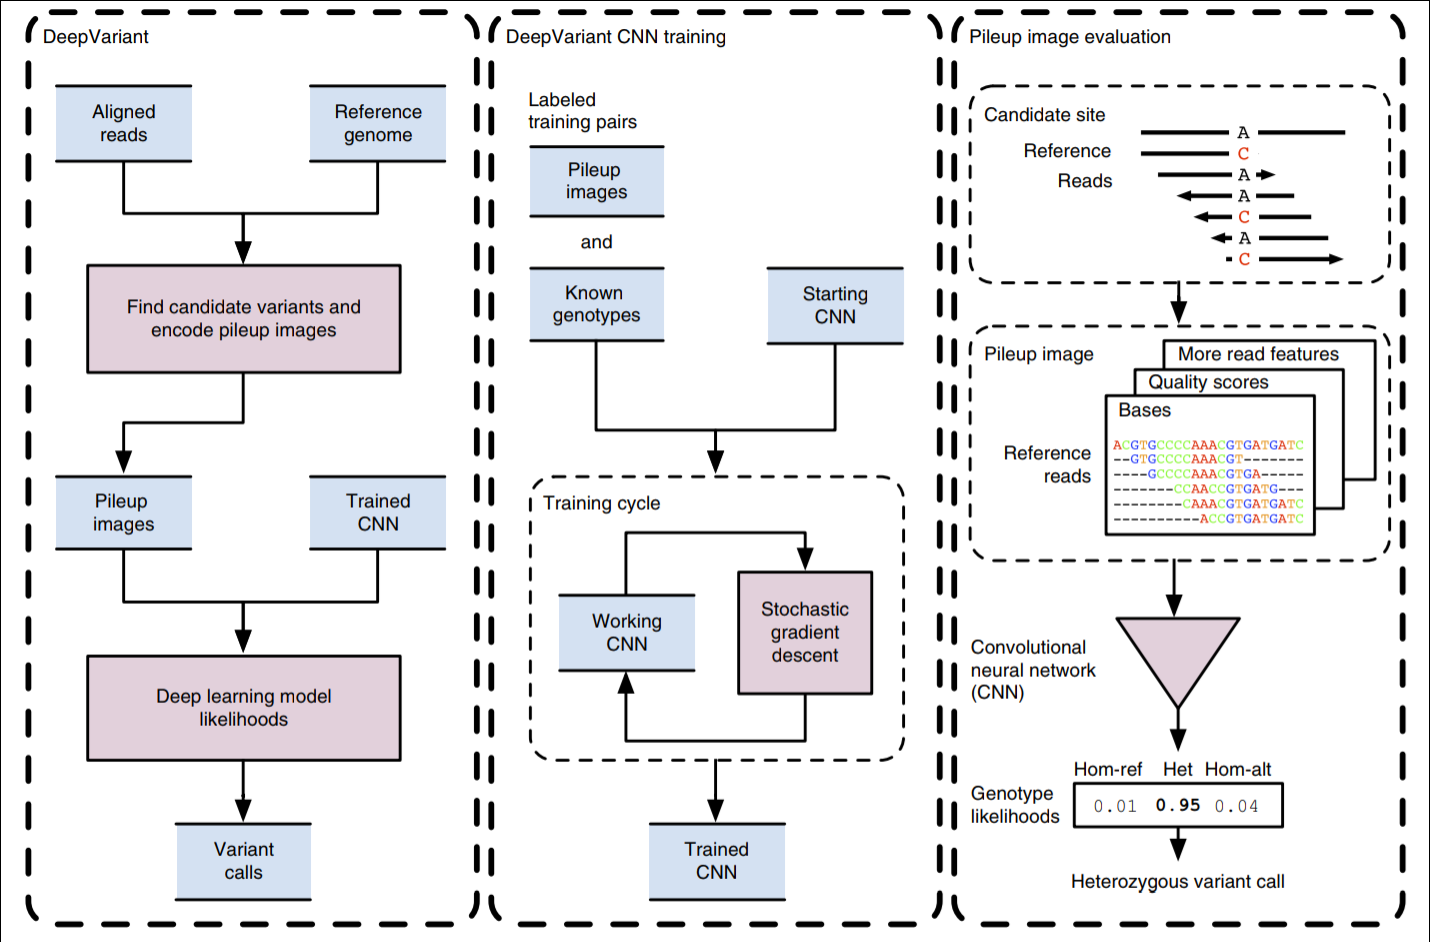 DeepVariant
Aligned
reads
Reference
genome
Find candidate variants and
encode pileup images
Pileup
images
Trained
CNN
Deep learning model
likelihoods
Variant
calls
DeepVariant CNN training
Labeled
training pairs
Pileup
images
and
Known
genotypes
Starting
CNN
Training cycle
Working
CNN
Stochastic
gradient
descent
Trained
CNN
Pileup image evaluation
Candidate site
A
Reference
C
Reads
A
A
C
A
C
Pileup image
More read features
Quality scores
Bases
Reference
reads
ACGTGCCCCAAACGTGATGATC
--GTGCCCCAAACGT-------
----GCCCCAAACGTGA-----
-------CCAACCGTGATG---
--------CAAACGTGATGATC
----------ACCGTGATGATC
Convolutional
neural network
(CNN)
Hom-ref Het Hom-alt
Genotype
likelihoods
0.01 0.95 0.04
Heterozygous variant call